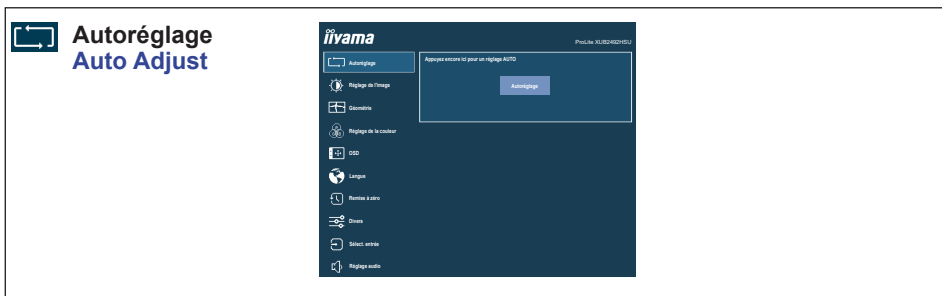 Autoréglage
Auto Adjust
iiyama
ProLite XUB2492HSU
Autoréglage
Appuyez encore ici pour un réglage AUTO
Autoréglage
Réglage de l'image
Géométrie
Réglage de la couleur
OSD
Langue
Remise à zéro
Divers
Sélect. entrée
Réglage audio